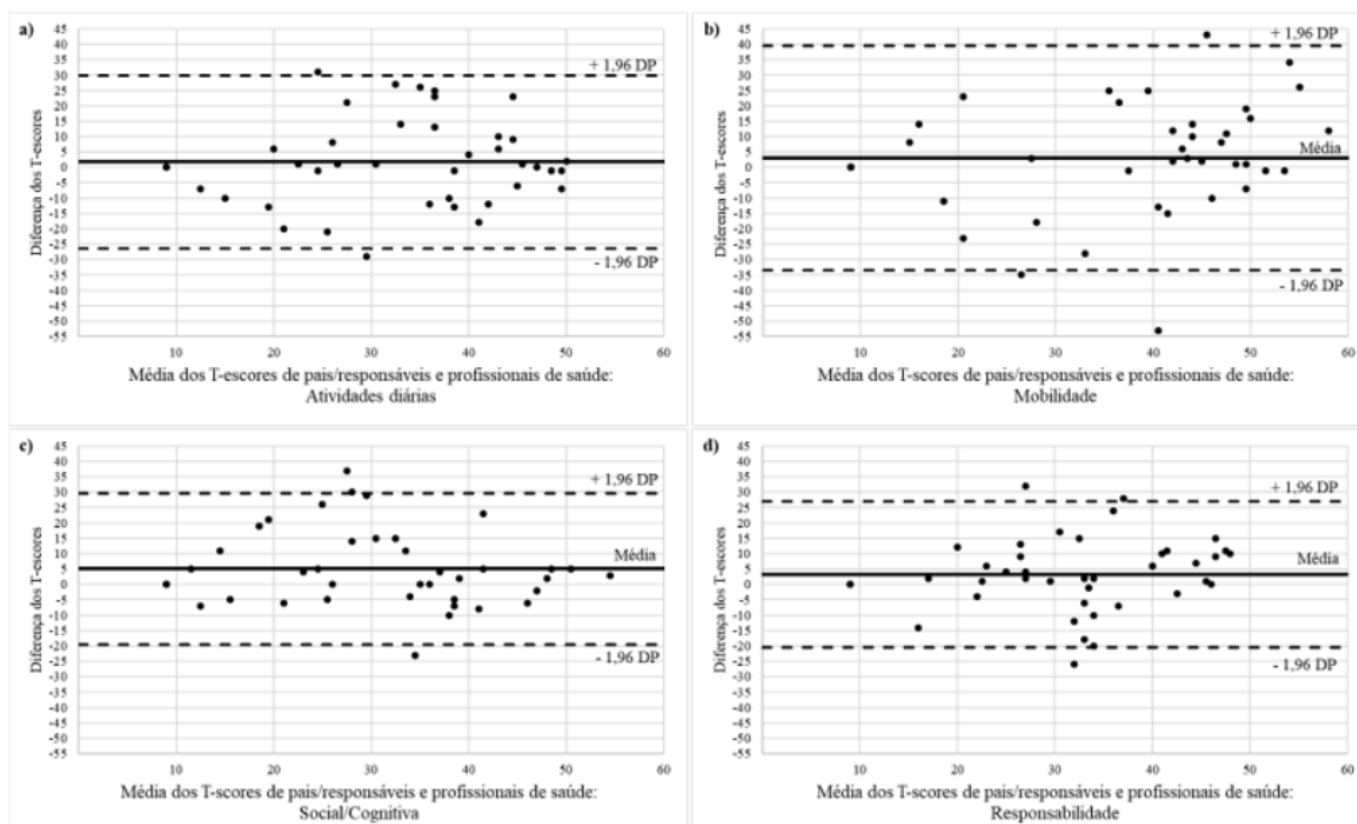 a)
45
40
35
30
25
20
15
10
5
0
-5
-10
-15
-20
-25
-30
-35
-40
-45
-50
-55
Diferença dos T-escores
+ 1,96 DP
- 1,96 DP
10 20 30 40 50 60
Média dos T-escores de pais/responsáveis e profissionais de saúde:
Atividades diárias
b)
45
40
35
30
25
20
15
10
5
0
-5
-10
-15
-20
-25
-30
-35
-40
-45
-50
-55
Diferença dos T-escores
+ 1,96 DP
Média
- 1,96 DP
10 20 30 40 50 60
Média dos T-scores de pais/responsáveis e profissionais de saúde:
Mobilidade
c)
45
40
35
30
25
20
15
10
5
0
-5
-10
-15
-20
-25
-30
-35
-40
-45
-50
-55
Diferença dos T-escores
+ 1,96 DP
Média
- 1,96 DP
10 20 30 40 50 60
Média dos T-scores de pais/responsáveis e profissionais de saúde:
Social/Cognitiva
d)
45
40
35
30
25
20
15
10
5
0
-5
-10
-15
-20
-25
-30
-35
-40
-45
-50
-55
Diferença dos T-escores
+ 1,96 DP
Média
- 1,96 DP
10 20 30 40 50 60
Média dos T-scores de pais/responsáveis e profissionais de saúde:
Responsabilidade